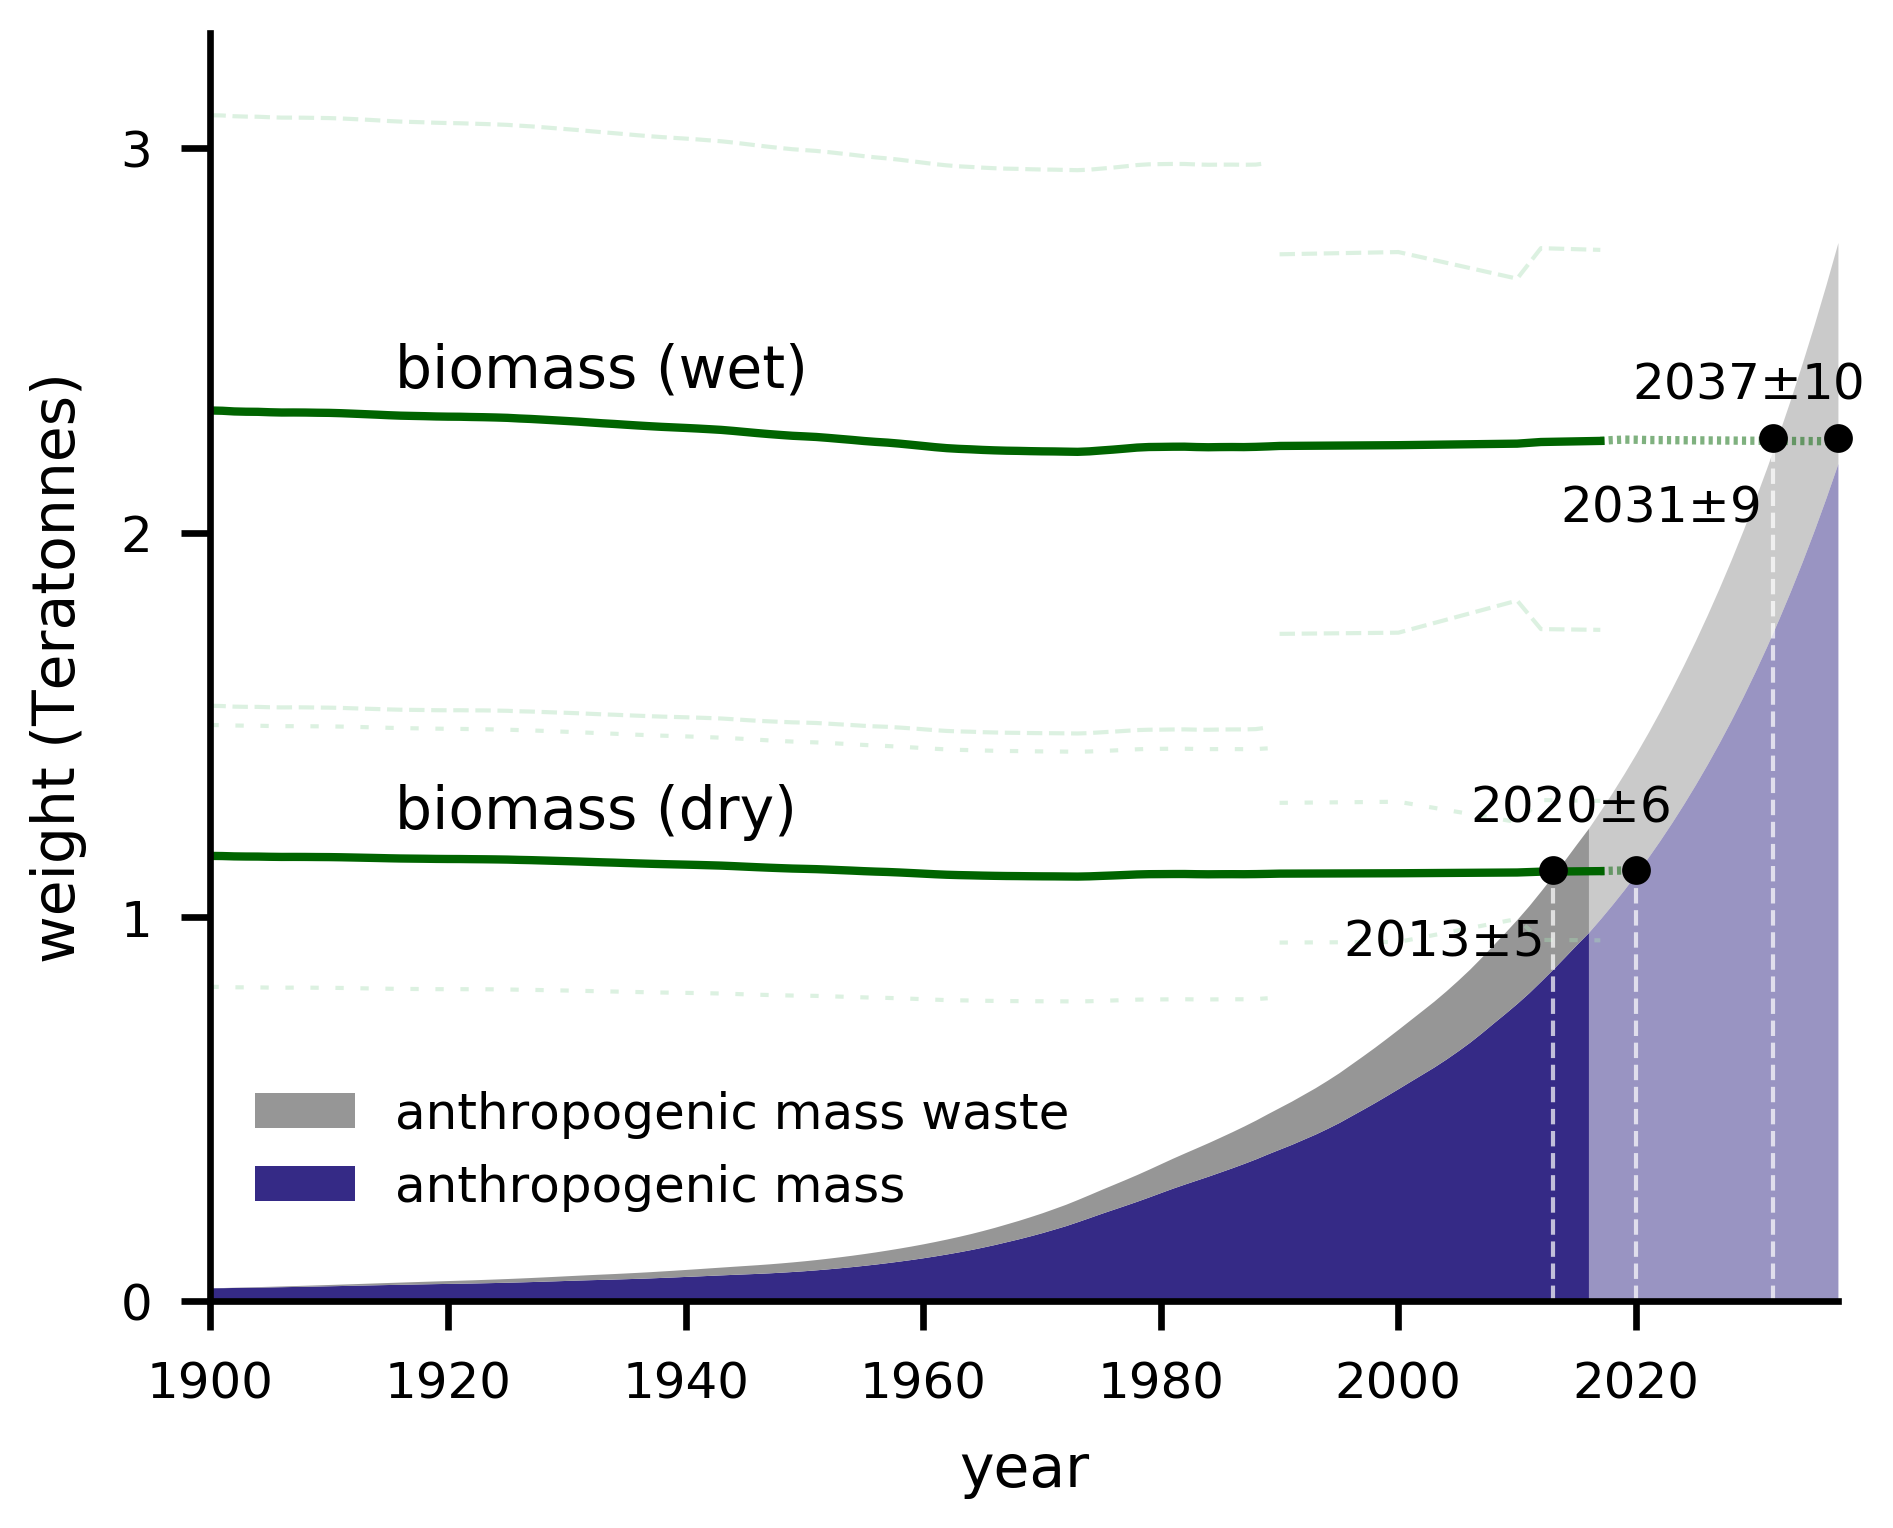 3
biomass (wet)
2037±10
2031±9
2
weight (Teratonnes)
biomass (dry)
2020±6
1
2013±5
anthropogenic mass waste
anthropogenic mass
0
1900 1920 1940 1960 1980 2000 2020
year